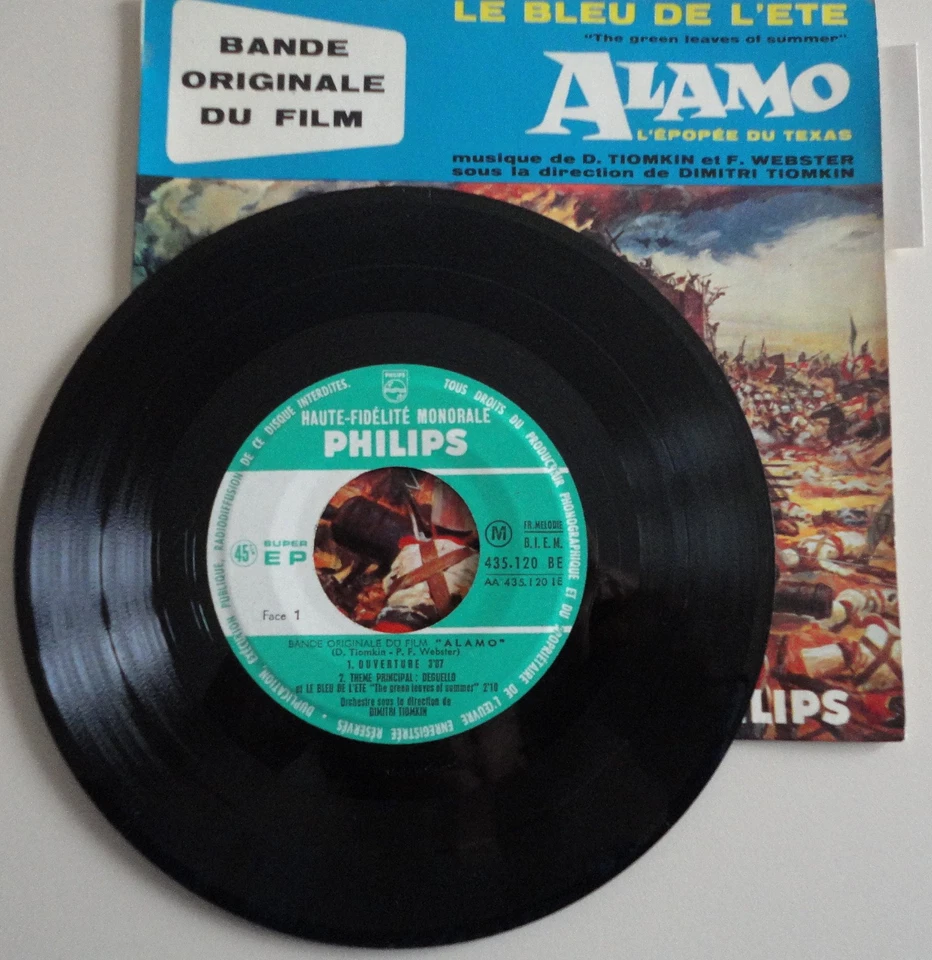 LE BLEU DE L'ETE
"The green leaves of summer"
BANDE
ORIGINALE
DU FILM
ALAMO
L'ÉPOPÉE DU TEXAS
musique de D. TIOMKIN et F. WEBSTER
sous la direction de DIMITRI TIOMKIN
PHILIPS
TOUS DROITS DU PRODUCTEUR PHONOGRAPHIQUE ET DU PROPRIETAIRE DE L'ŒUVRE ENREGISTRÉE RÉSERVÉS • DUPLICATION, EXECUTION PUBLIQUE, RADIODIFFUSION DE CE DISQUE INTERDITES.
HAUTE-FIDÉLITÉ MONORALE
PHILIPS
45
SUPER
EP
M
FR.MELODIE
B.I.E.M.
435.120 BE
AA 435.120 1E
Face 1
BANDE ORIGINALE DU FILM "ALAMO"
(D. Tiomkin - P. F. Webster)
1. OUVERTURE 3'07
2. THEME PRINCIPAL : DEGUELLO
et LE BLEU DE L'ETE "The green leaves of summer" 2'10
Orchestre sous la direction de
DIMITRI TIOMKIN
LIPS